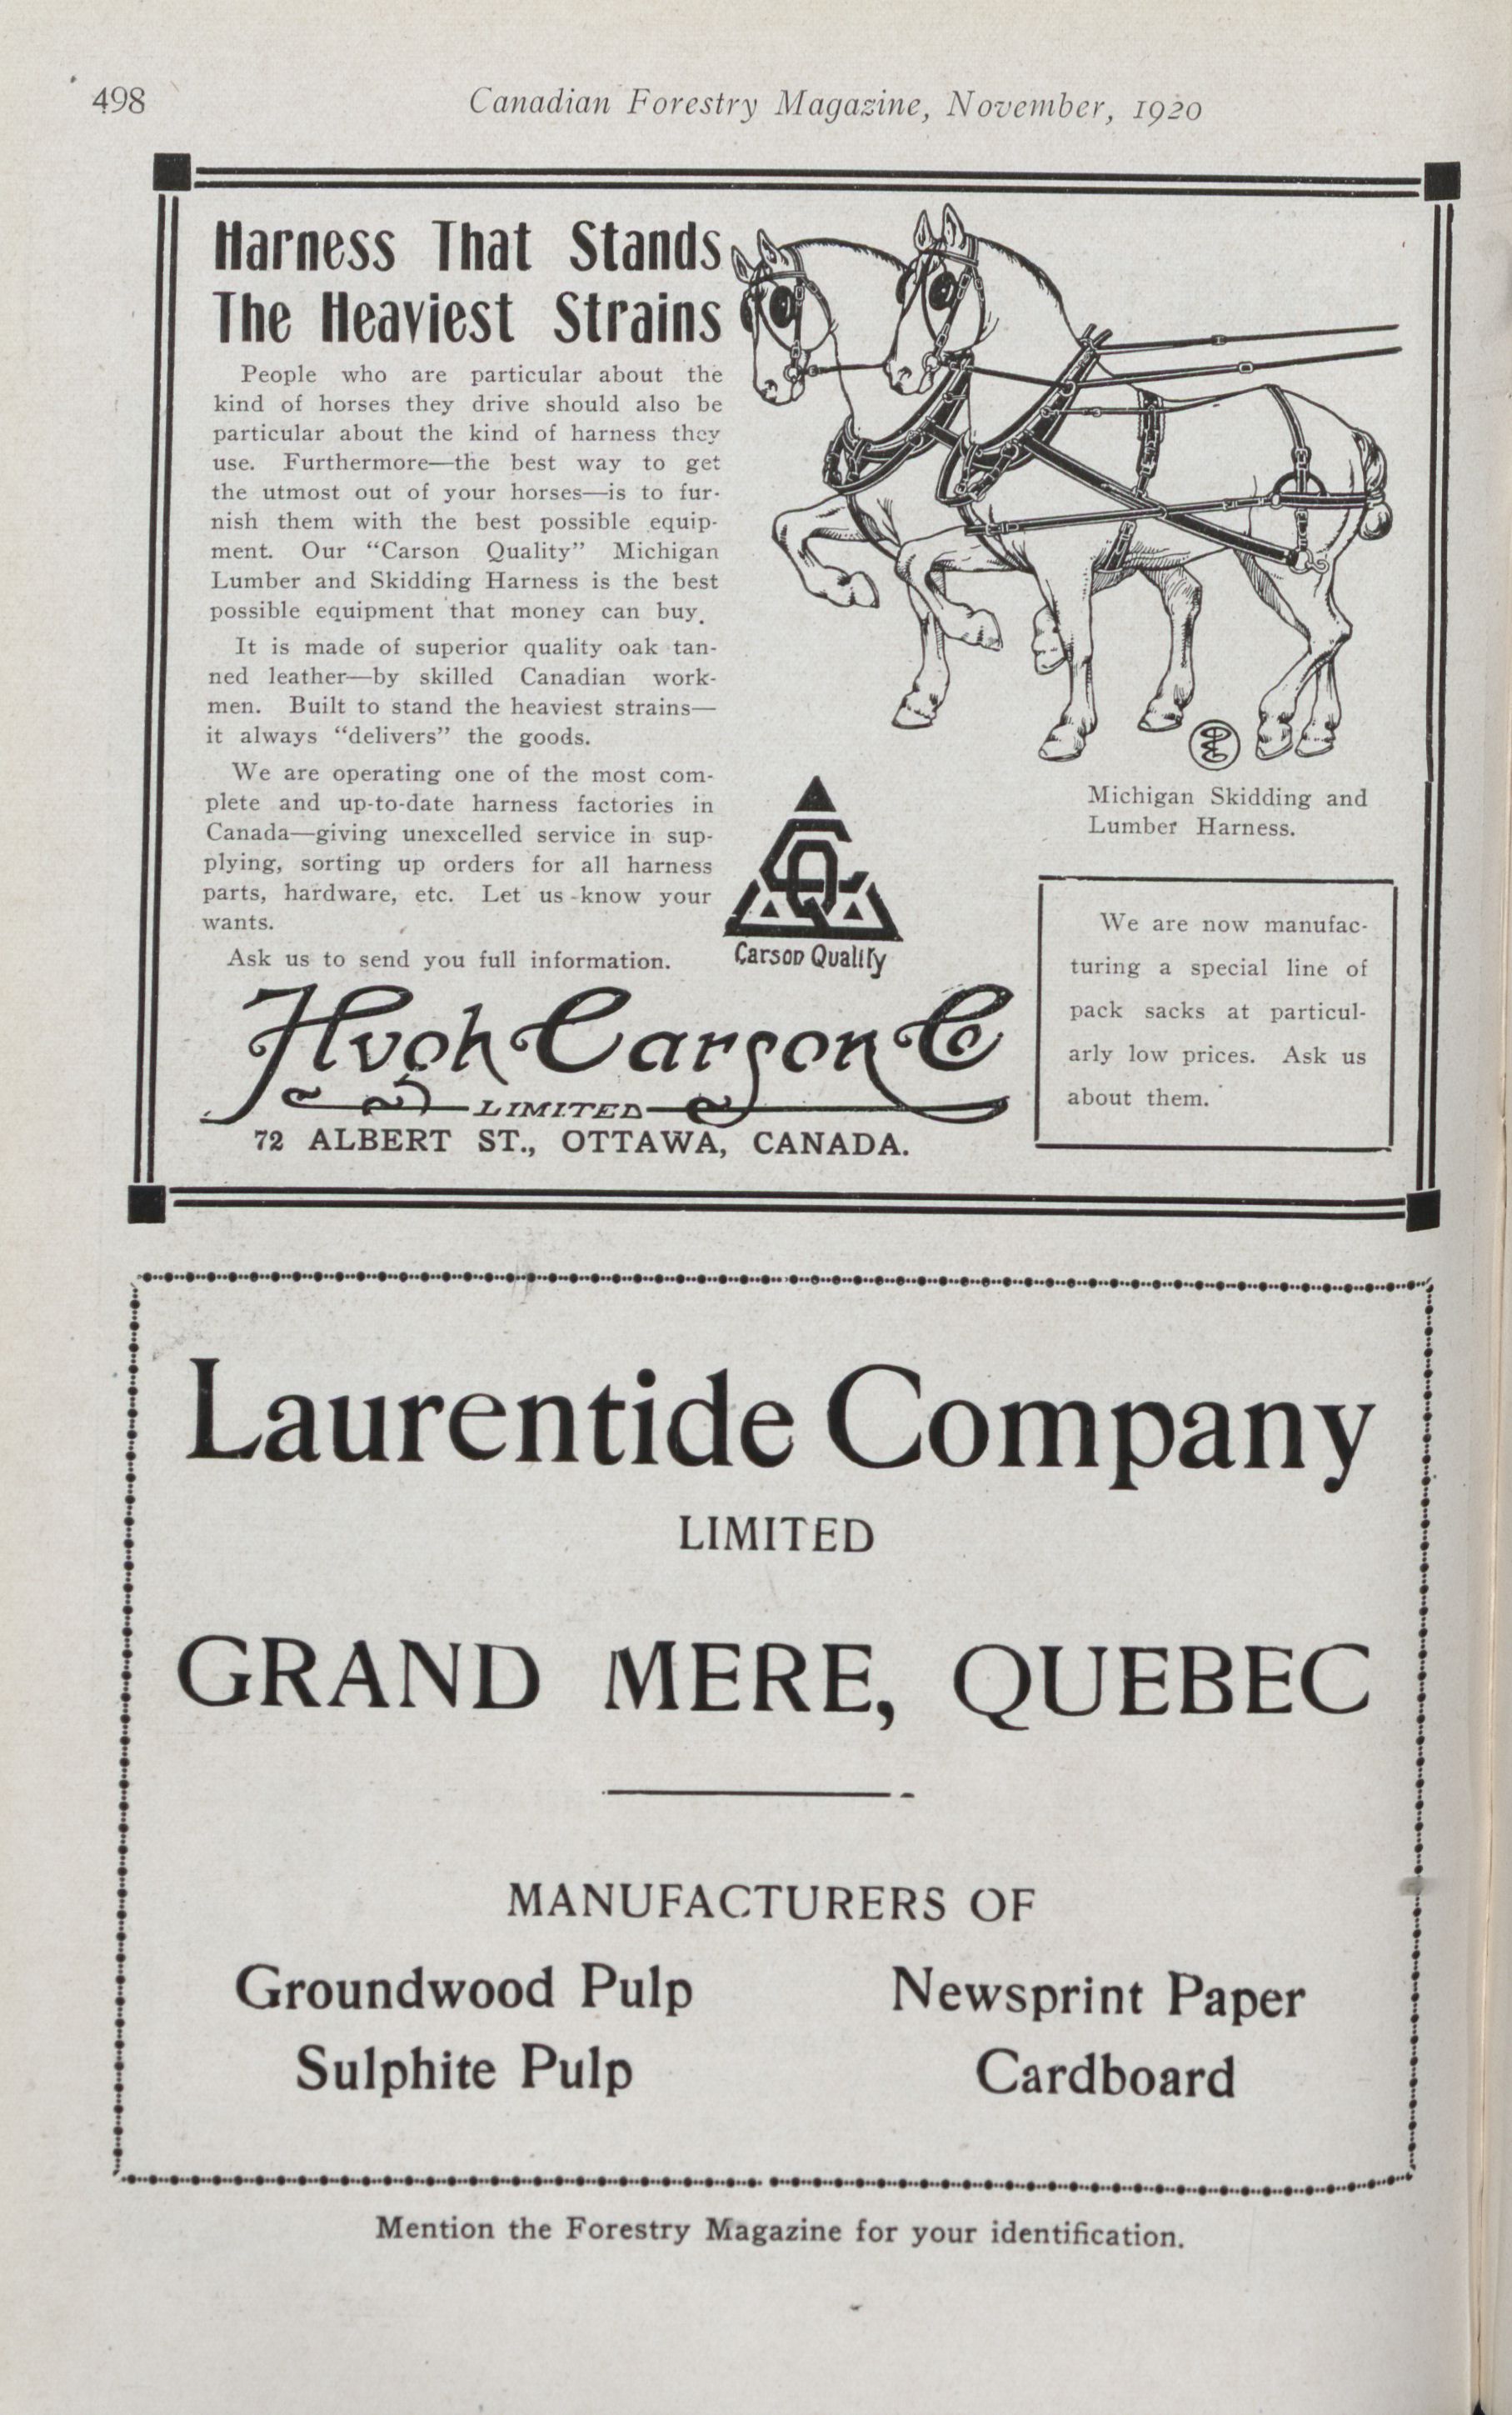 498
Canadian Forestry Magazine, November, 1920
Harness That Stands
The Heaviest Strains
People who are particular about the
kind of horses they drive should also be
particular about the kind of harness they
use. Furthermore—the best way to get
the utmost out of your horses—is to fur-
nish them with the best possible equip-
ment. Our “Carson Quality” Michigan
Lumber and Skidding Harness is the best
possible equipment that money can buy.
It is made of superior quality oak tan-
ned leather—by skilled Canadian work-
men. Built to stand the heaviest strains—
it always “delivers” the goods.
We are operating one of the most com-
plete and up-to-date harness factories in
Canada—giving unexcelled service in sup-
plying, sorting up orders for all harness
parts, hardware, etc. Let us know your
wants.
Ask us to send you full information.
Carson Quality
Hugh Carson Co
LIMITED
72 ALBERT ST., OTTAWA, CANADA.
Michigan Skidding and
Lumber Harness.
We are now manufac-
turing a special line of
pack sacks at particul-
arly low prices. Ask us
about them.
Laurentide Company
LIMITED
GRAND MERE, QUEBEC
MANUFACTURERS OF
Groundwood Pulp
Sulphite Pulp
Newsprint Paper
Cardboard
Mention the Forestry Magazine for your identification.